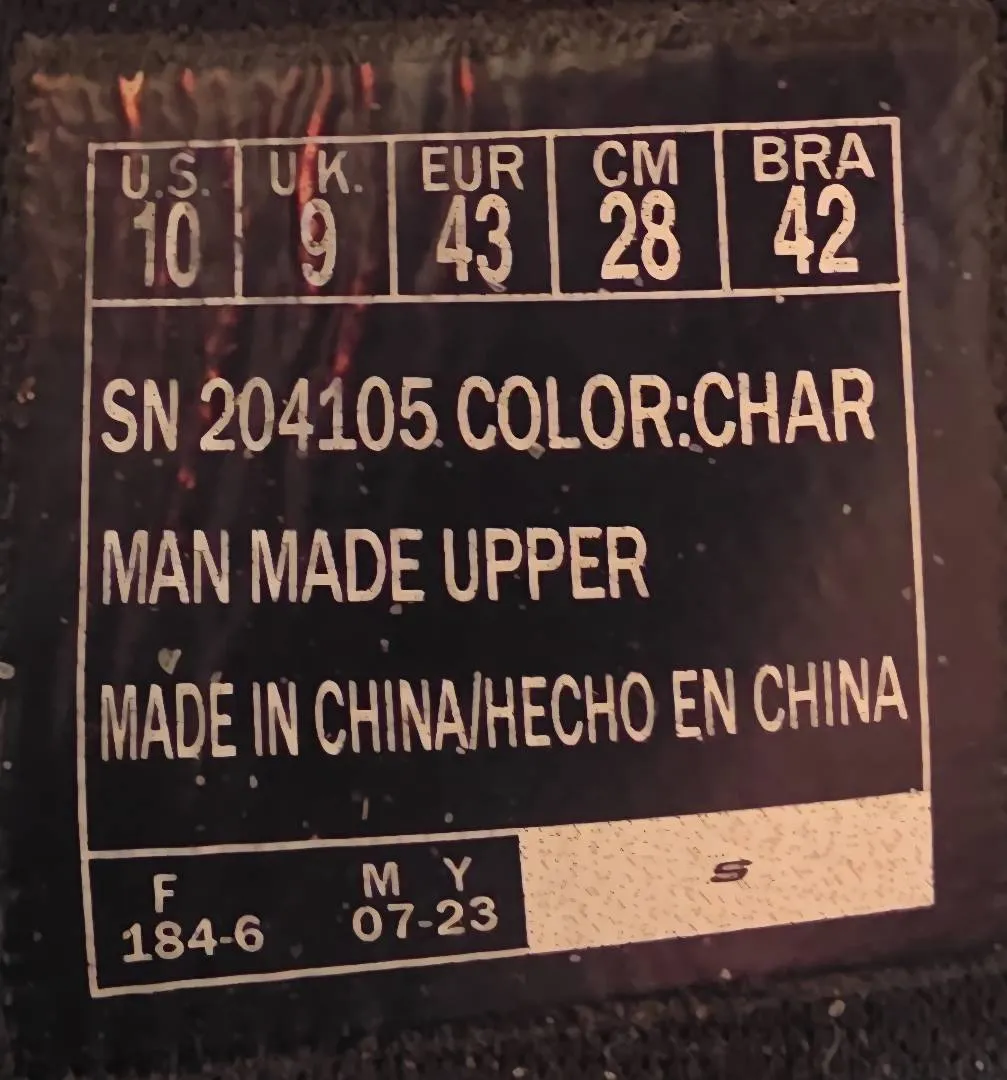 U.S. U.K. EUR CM BRA
10 9 43 28 42
SN 204105 COLOR:CHAR
MAN MADE UPPER
MADE IN CHINA/HECHO EN CHINA
F M Y
184-6 07-23
S